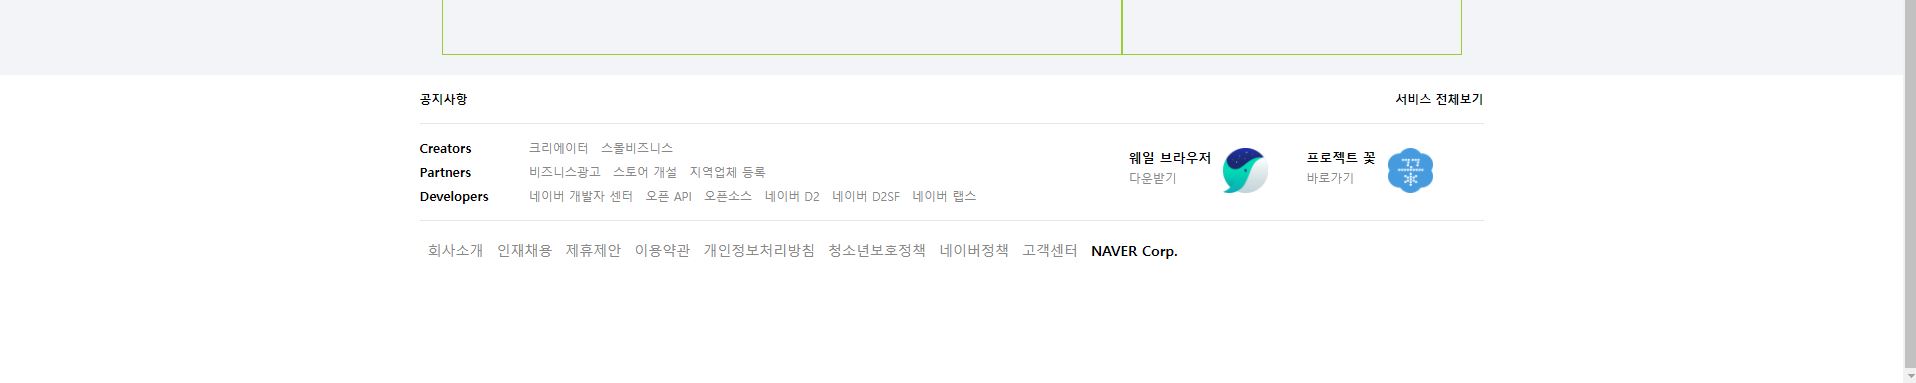 공지사항 서비스 전체보기
Creators 크리에이터 스몰비즈니스
Partners 비즈니스광고 스토어 개설 지역업체 등록
Developers 네이버 개발자 센터 오픈 API 오픈소스 네이버 D2 네이버 D2SF 네이버 랩스
웨일 브라우저
다운받기
프로젝트 꽃
바로가기
회사소개 인재채용 제휴제안 이용약관 개인정보처리방침 청소년보호정책 네이버정책 고객센터 NAVER Corp.